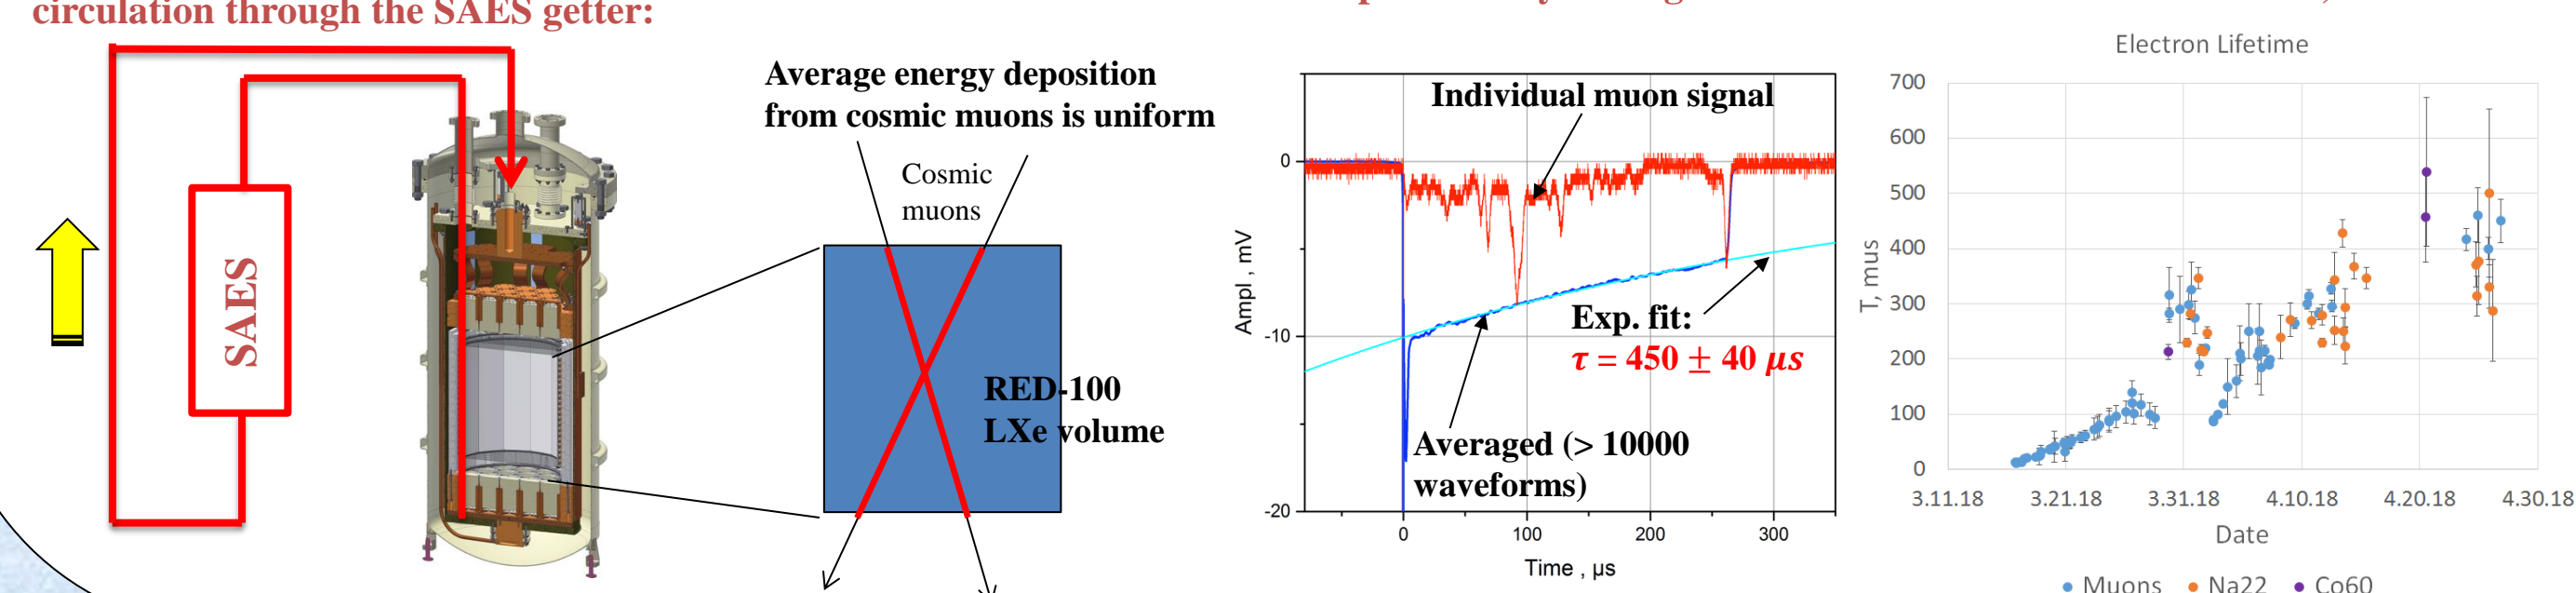 circulation through the SAES getter:
SAES
Average energy deposition
from cosmic muons is uniform
Cosmic
muons
RED-100
LXe volume
Individual muon signal
0
-10
-20
Ampl , mV
Exp. fit:
τ = 450 ± 40 μs
Averaged (> 10000
waveforms)
0 100 200 300
Time , μs
Electron Lifetime
700
600
500
400
300
200
100
0
T, mus
3.11.18 3.21.18 3.31.18 4.10.18 4.20.18 4.30.18
Date
Muons Na22 Co60